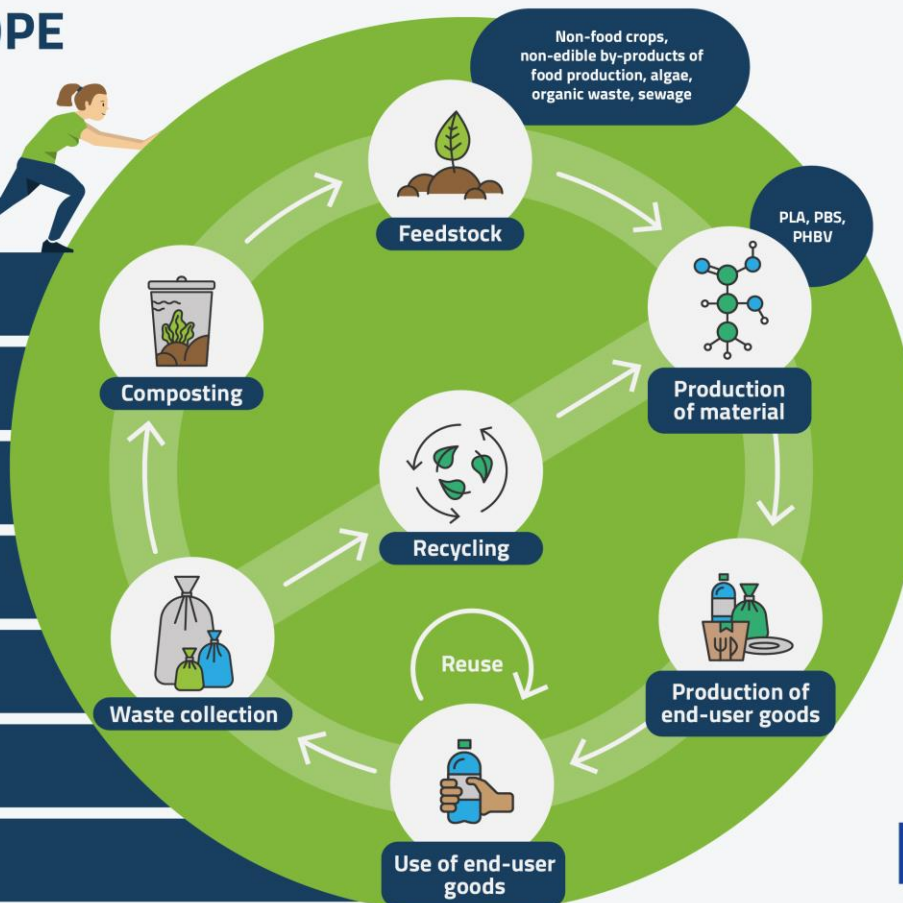 Non-food crops,
non-edible by-products of
food production, algae,
organic waste, sewage
Feedstock
PLA, PBS,
PHBV
Production
of material
Composting
Recycling
Reuse
Waste collection
Production of
end-user goods
Use of end-user
goods